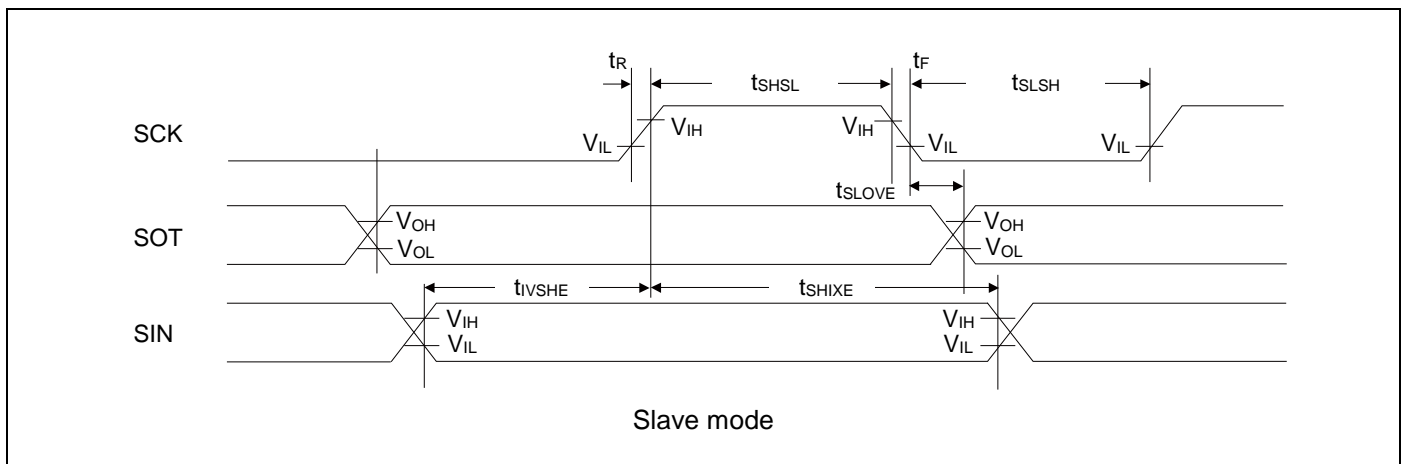 tR tSHSL tF tSLSH
SCK VIL VIH VIH VIL VIL
tSLOVE
SOT VOH VOL VOH VOL
tIVSHE tSHIXE
SIN VIH VIL VIH VIL
Slave mode